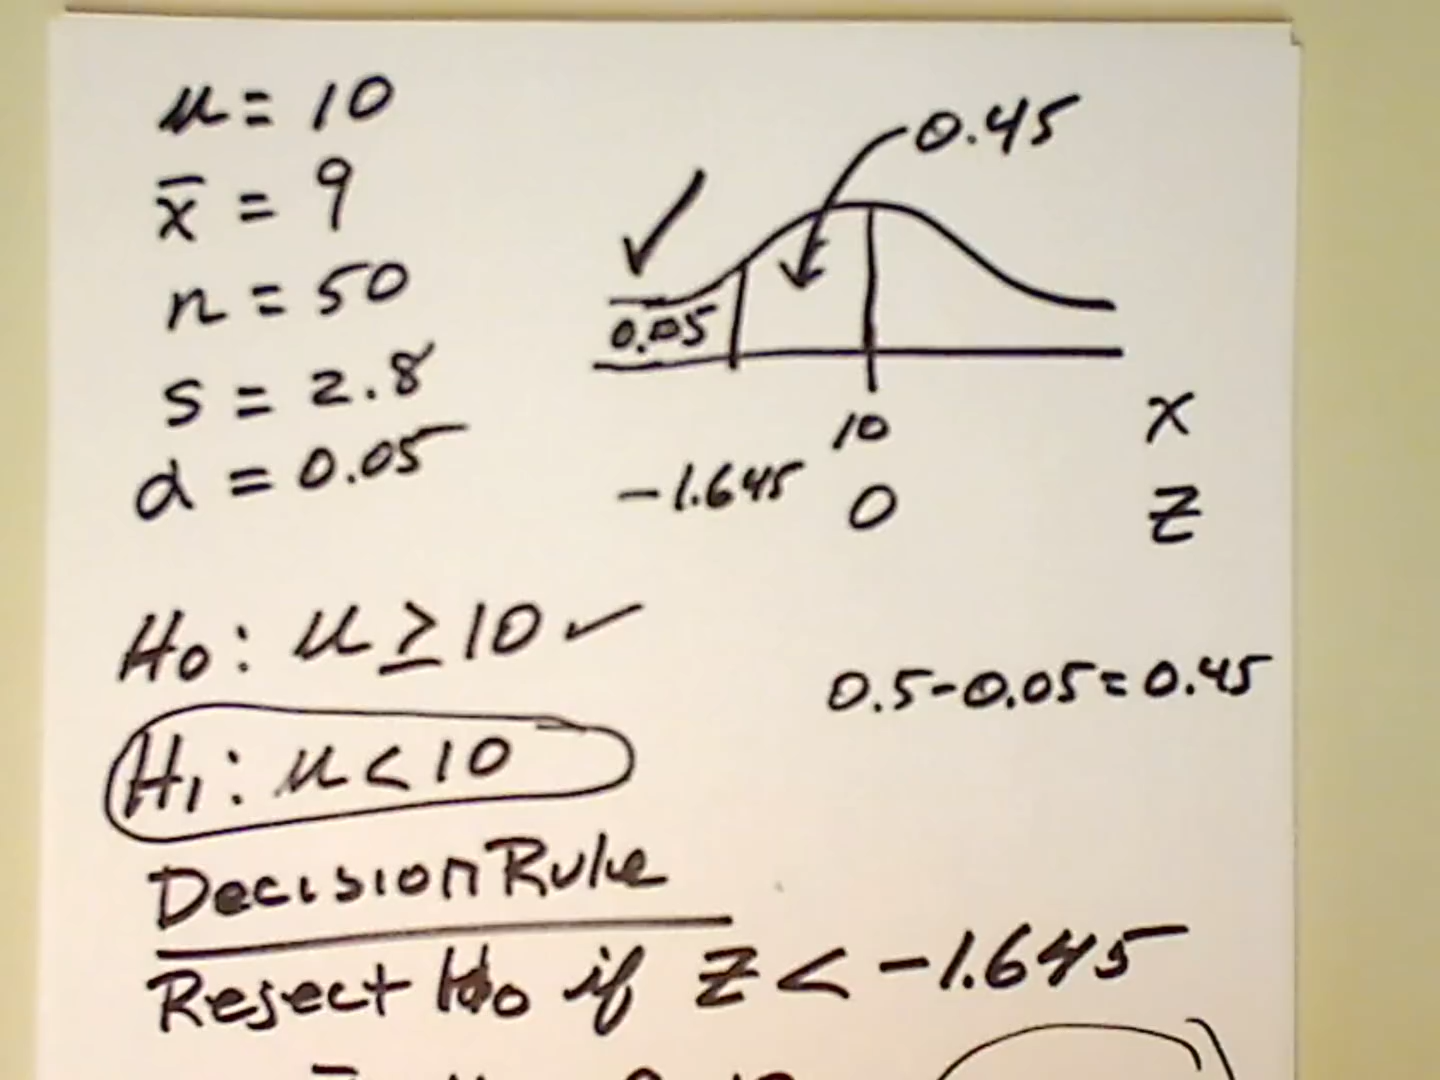 μ = 10
x̄ = 9
n = 50
s = 2.8
α = 0.05
0.45
0.05
10 X
-1.645 0 Z
H₀: μ ≥ 10 ✓
0.5-0.05=0.45
H₁: μ < 10
Decision Rule
Reject H₀ if Z < -1.645